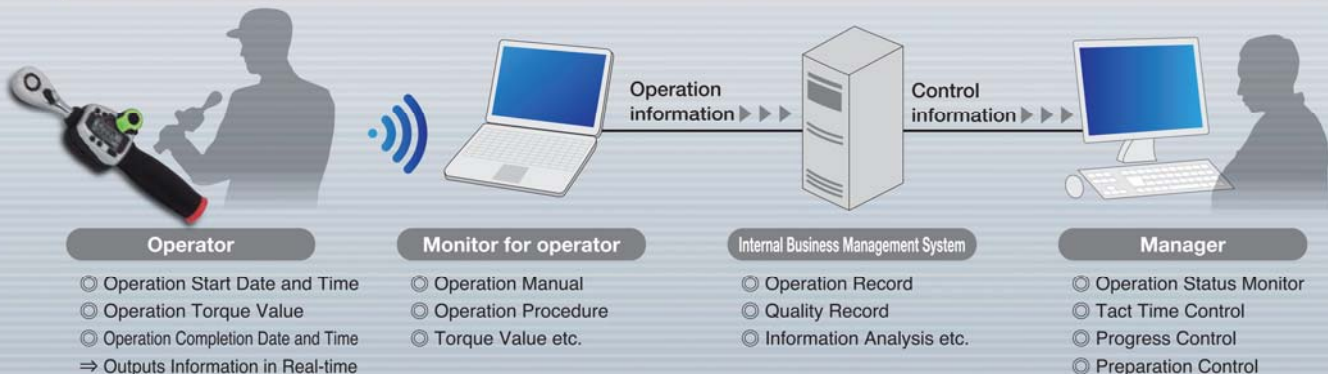 Operation
information ▶ ▶ ▶
Control
information ▶ ▶ ▶
Operator
◎ Operation Start Date and Time
◎ Operation Torque Value
◎ Operation Completion Date and Time
⇒ Outputs Information in Real-time
Monitor for operator
◎ Operation Manual
◎ Operation Procedure
◎ Torque Value etc.
Internal Business Management System
◎ Operation Record
◎ Quality Record
◎ Information Analysis etc.
Manager
◎ Operation Status Monitor
◎ Tact Time Control
◎ Progress Control
◎ Preparation Control